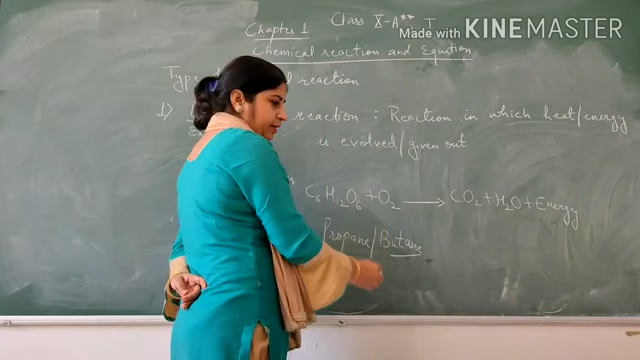 Chapter 1 Class X-A** I
Made with KINEMASTER
Chemical reaction and Equation
reaction
1) reaction : Reaction in which heat/energy
is evolved/given out
C6H12O6 + O2 → CO2 + H2O + Energy
Propane/Butane